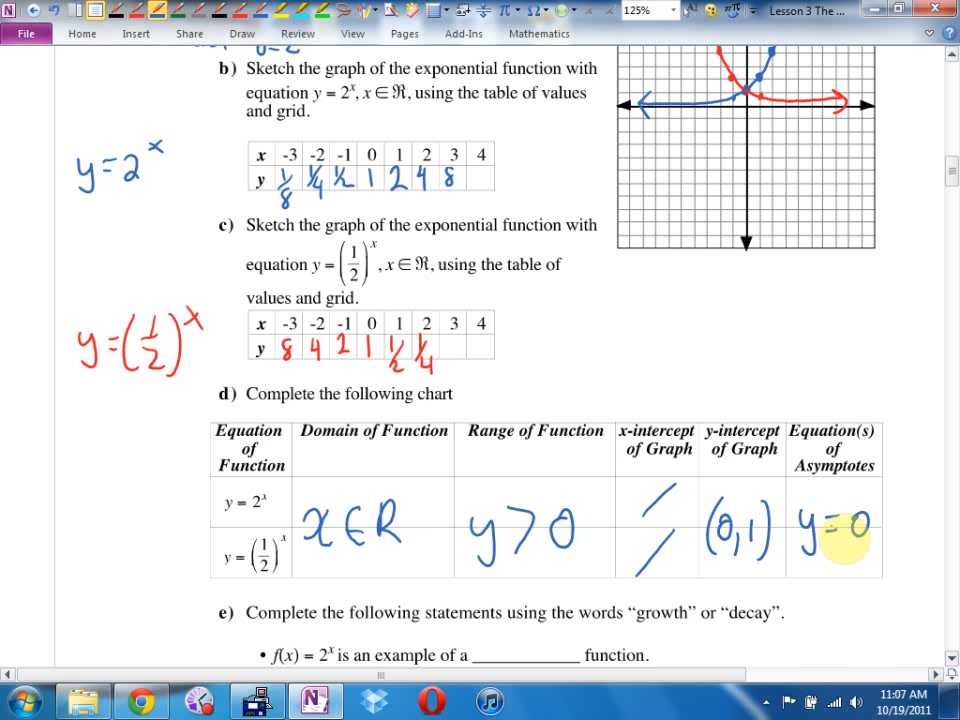 125%
Lesson 3 The ...
File Home Insert Share Draw Review View Pages Add-Ins Mathematics
b) Sketch the graph of the exponential function with
equation y = 2ˣ, x ∈ ℜ, using the table of values
and grid.
y = 2ˣ
x -3 -2 -1 0 1 2 3 4
y 1/8 1/4 1/2 1 2 4 8
c) Sketch the graph of the exponential function with
equation y = (1/2)ˣ, x ∈ ℜ, using the table of
values and grid.
y = (1/2)ˣ
x -3 -2 -1 0 1 2 3 4
y 8 4 2 1 1/2 1/4
d) Complete the following chart
Equation of Function Domain of Function Range of Function x-intercept of Graph y-intercept of Graph Equation(s) of Asymptotes
y = 2ˣ
x ∈ R y > 0 (0,1) y = 0
y = (1/2)ˣ
e) Complete the following statements using the words “growth” or “decay”.
• f(x) = 2ˣ is an example of a ___________ function.
11:07 AM
10/19/2011